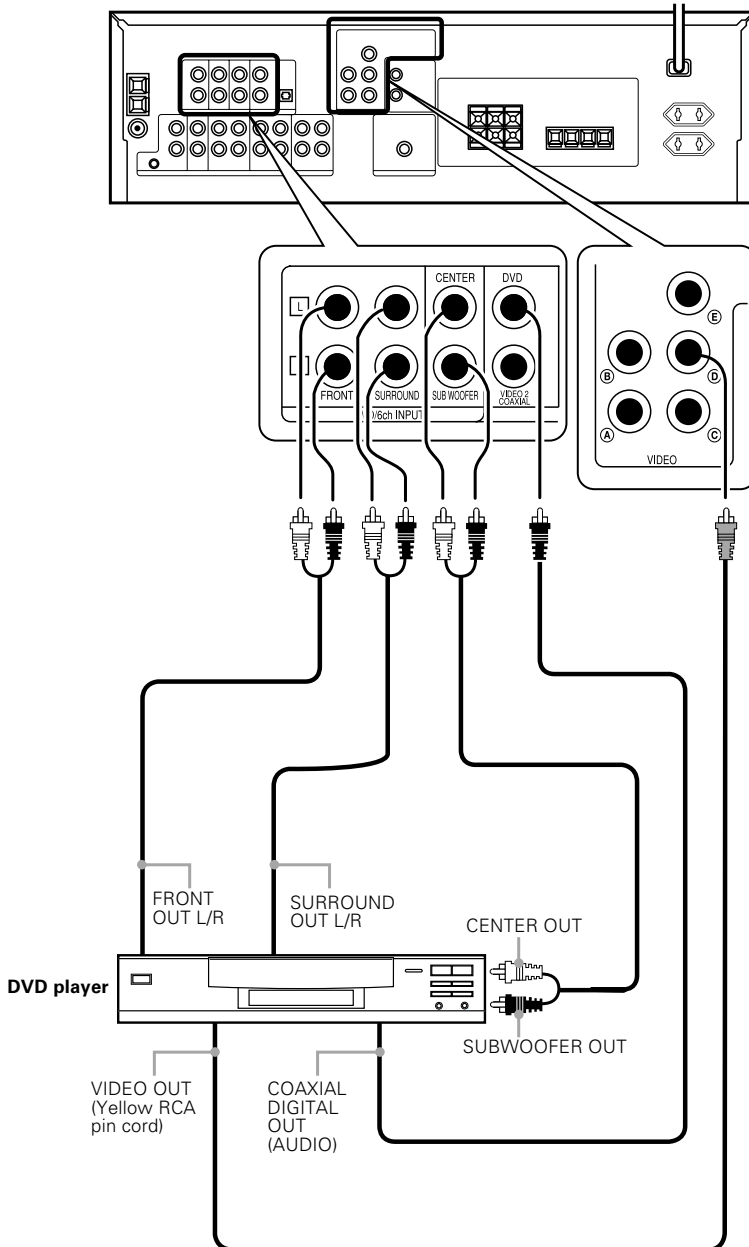 CENTER DVD
L
E
B
D
FRONT SURROUND SUB WOOFER VIDEO 2
COAXIAL
/6ch INPUT
A
C
VIDEO
FRONT
OUT L/R
SURROUND
OUT L/R
CENTER OUT
DVD player
SUBWOOFER OUT
VIDEO OUT
(Yellow RCA
pin cord)
COAXIAL
DIGITAL
OUT
(AUDIO)